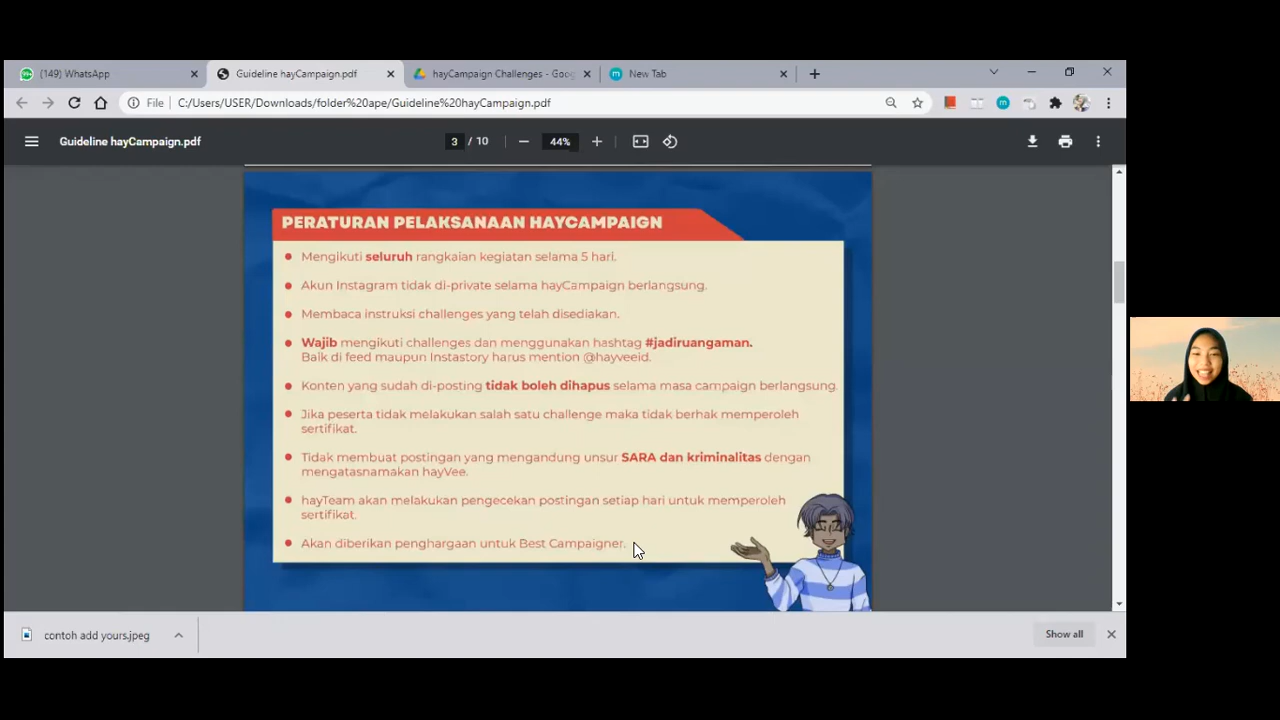 (149) WhatsApp
Guideline hayCampaign.pdf
hayCampaign Challenges - Goog
New Tab
File
C:/Users/USER/Downloads/folder%20ape/Guideline%20hayCampaign.pdf
Guideline hayCampaign.pdf
3 / 10
44%
PERATURAN PELAKSANAAN HAYCAMPAIGN
Mengikuti seluruh rangkaian kegiatan selama 5 hari.
Akun Instagram tidak di-private selama hayCampaign berlangsung.
Membaca instruksi challenges yang telah disediakan.
Wajib mengikuti challenges dan menggunakan hashtag #jadiruangaman.
Baik di feed maupun Instastory harus mention @hayveeid.
Konten yang sudah di-posting tidak boleh dihapus selama masa campaign berlangsung.
Jika peserta tidak melakukan salah satu challenge maka tidak berhak memperoleh
sertifikat.
Tidak membuat postingan yang mengandung unsur SARA dan kriminalitas dengan
mengatasnamakan hayVee.
hayTeam akan melakukan pengecekan postingan setiap hari untuk memperoleh
sertifikat.
Akan diberikan penghargaan untuk Best Campaigner.
contoh add yours.jpeg
Show all